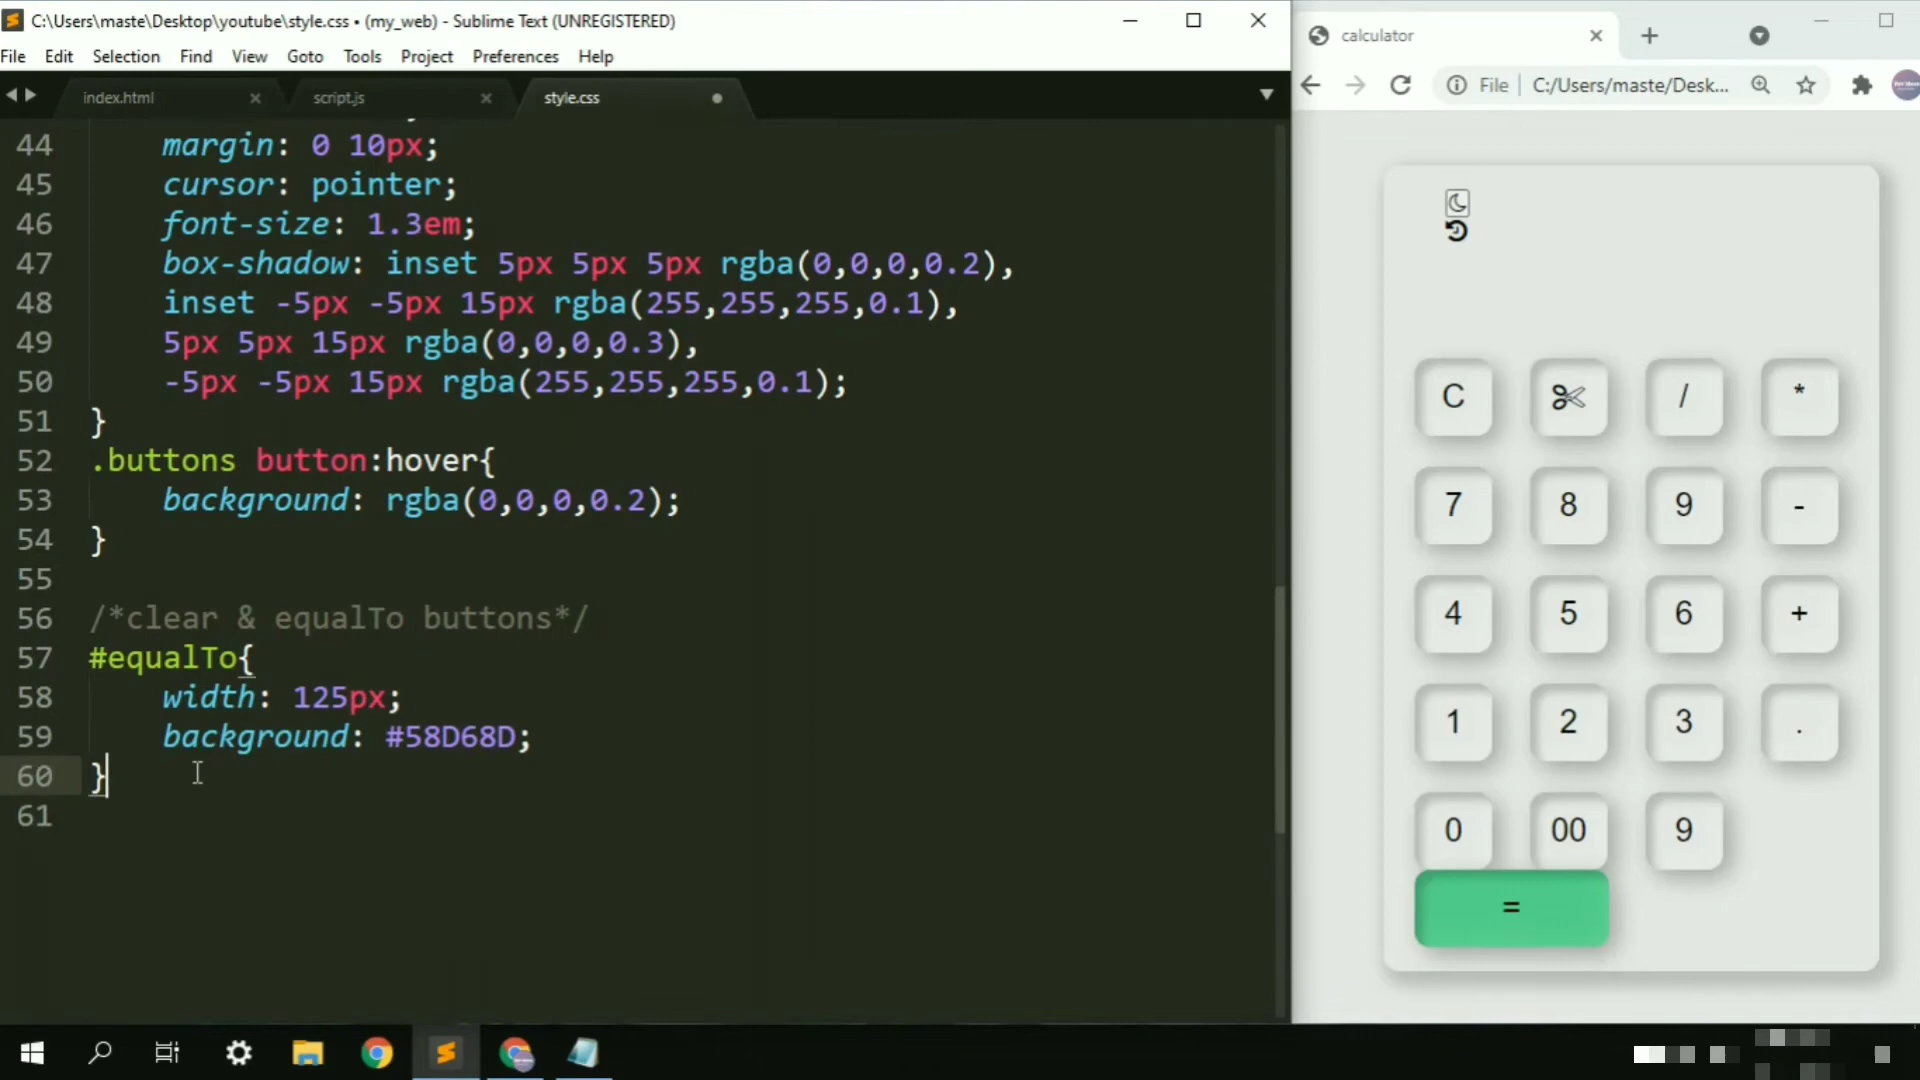 C:\Users\maste\Desktop\youtube\style.css • (my_web) - Sublime Text (UNREGISTERED)
File Edit Selection Find View Goto Tools Project Preferences Help
index.html script.js style.css
44 margin: 0 10px;
45 cursor: pointer;
46 font-size: 1.3em;
47 box-shadow: inset 5px 5px 5px rgba(0,0,0,0.2),
48 inset -5px -5px 15px rgba(255,255,255,0.1),
49 5px 5px 15px rgba(0,0,0,0.3),
50 -5px -5px 15px rgba(255,255,255,0.1);
51 }
52 .buttons button:hover{
53 background: rgba(0,0,0,0.2);
54 }
55
56 /*clear & equalTo buttons*/
57 #equalTo{
58 width: 125px;
59 background: #58D68D;
60 }
61
calculator
File C:/Users/maste/Desk...
C / *
7 8 9 -
4 5 6 +
1 2 3 .
0 00 9
=